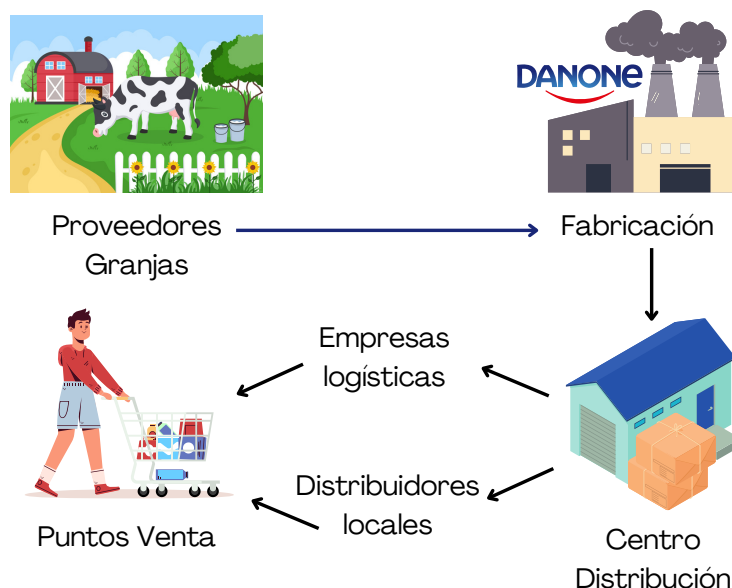 DANONE
Proveedores
Granjas
Fabricación
Empresas
logísticas
Distribuidores
locales
Puntos Venta
Centro
Distribución